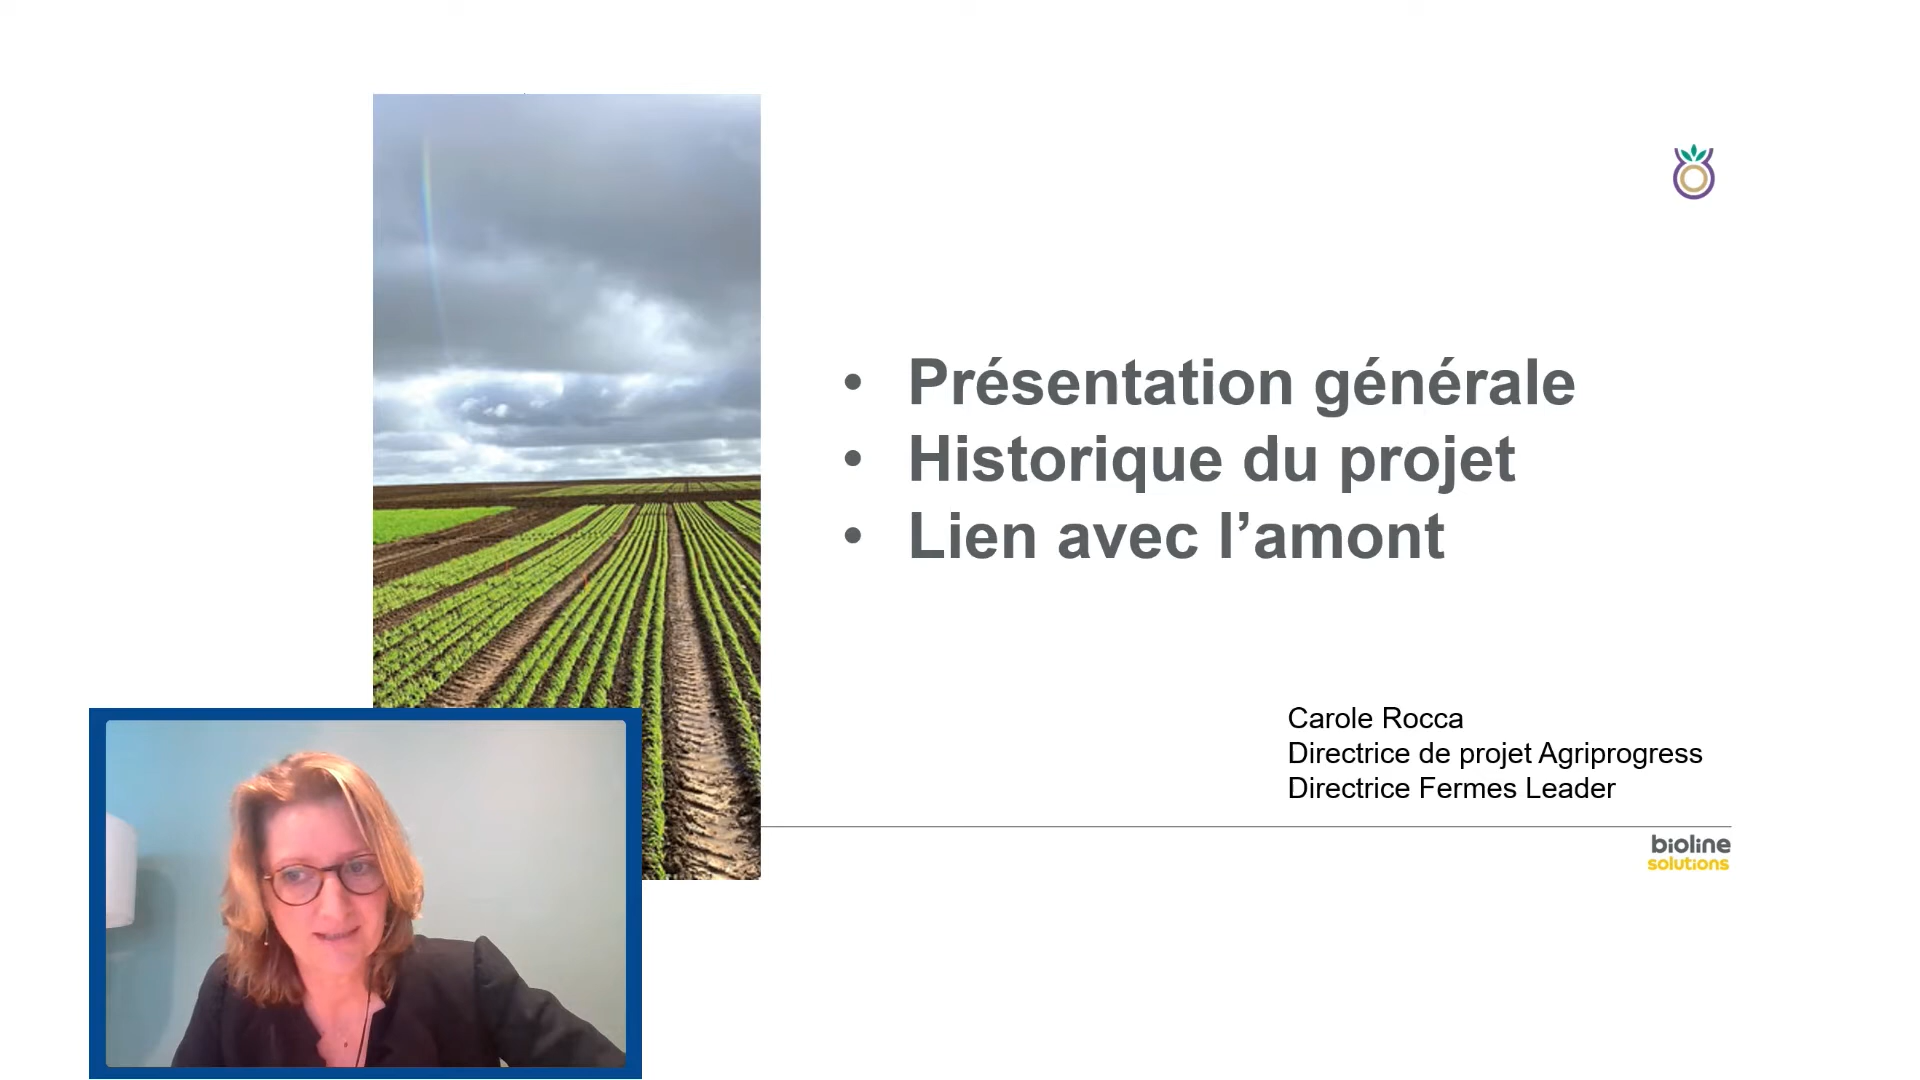 • Présentation générale
• Historique du projet
• Lien avec l’amont
Carole Rocca
Directrice de projet Agriprogress
Directrice Fermes Leader
bioline
solutions